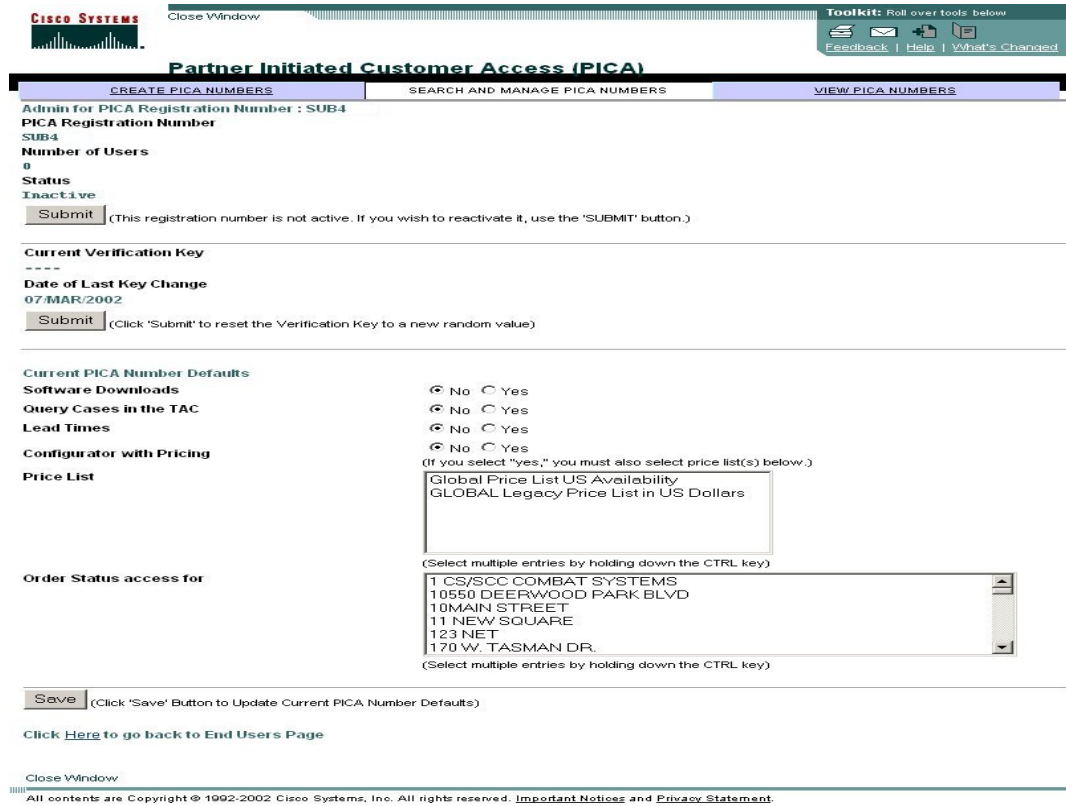 CISCO SYSTEMS
Close Window
Toolkit: Roll over tools below
Feedback | Help | What's Changed
Partner Initiated Customer Access (PICA)
CREATE PICA NUMBERS
SEARCH AND MANAGE PICA NUMBERS
VIEW PICA NUMBERS
Admin for PICA Registration Number : SUB4
PICA Registration Number
SUB4
Number of Users
0
Status
Inactive
Submit (This registration number is not active. If you wish to reactivate it, use the 'SUBMIT' button.)
Current Verification Key
----
Date of Last Key Change
07/MAR/2002
Submit (Click 'Submit' to reset the Verification Key to a new random value)
Current PICA Number Defaults
Software Downloads No Yes
Query Cases in the TAC No Yes
Lead Times No Yes
Configurator with Pricing No Yes
(If you select "yes," you must also select price list(s) below.)
Price List
Global Price List US Availability
GLOBAL Legacy Price List in US Dollars
(Select multiple entries by holding down the CTRL key)
Order Status access for
1 CS/SCC COMBAT SYSTEMS
10550 DEERWOOD PARK BLVD
10MAIN STREET
11 NEW SQUARE
123 NET
170 W. TASMAN DR.
(Select multiple entries by holding down the CTRL key)
Save (Click 'Save' Button to Update Current PICA Number Defaults)
Click Here to go back to End Users Page
Close Window
All contents are Copyright © 1992-2002 Cisco Systems, Inc. All rights reserved. Important Notices and Privacy Statement.